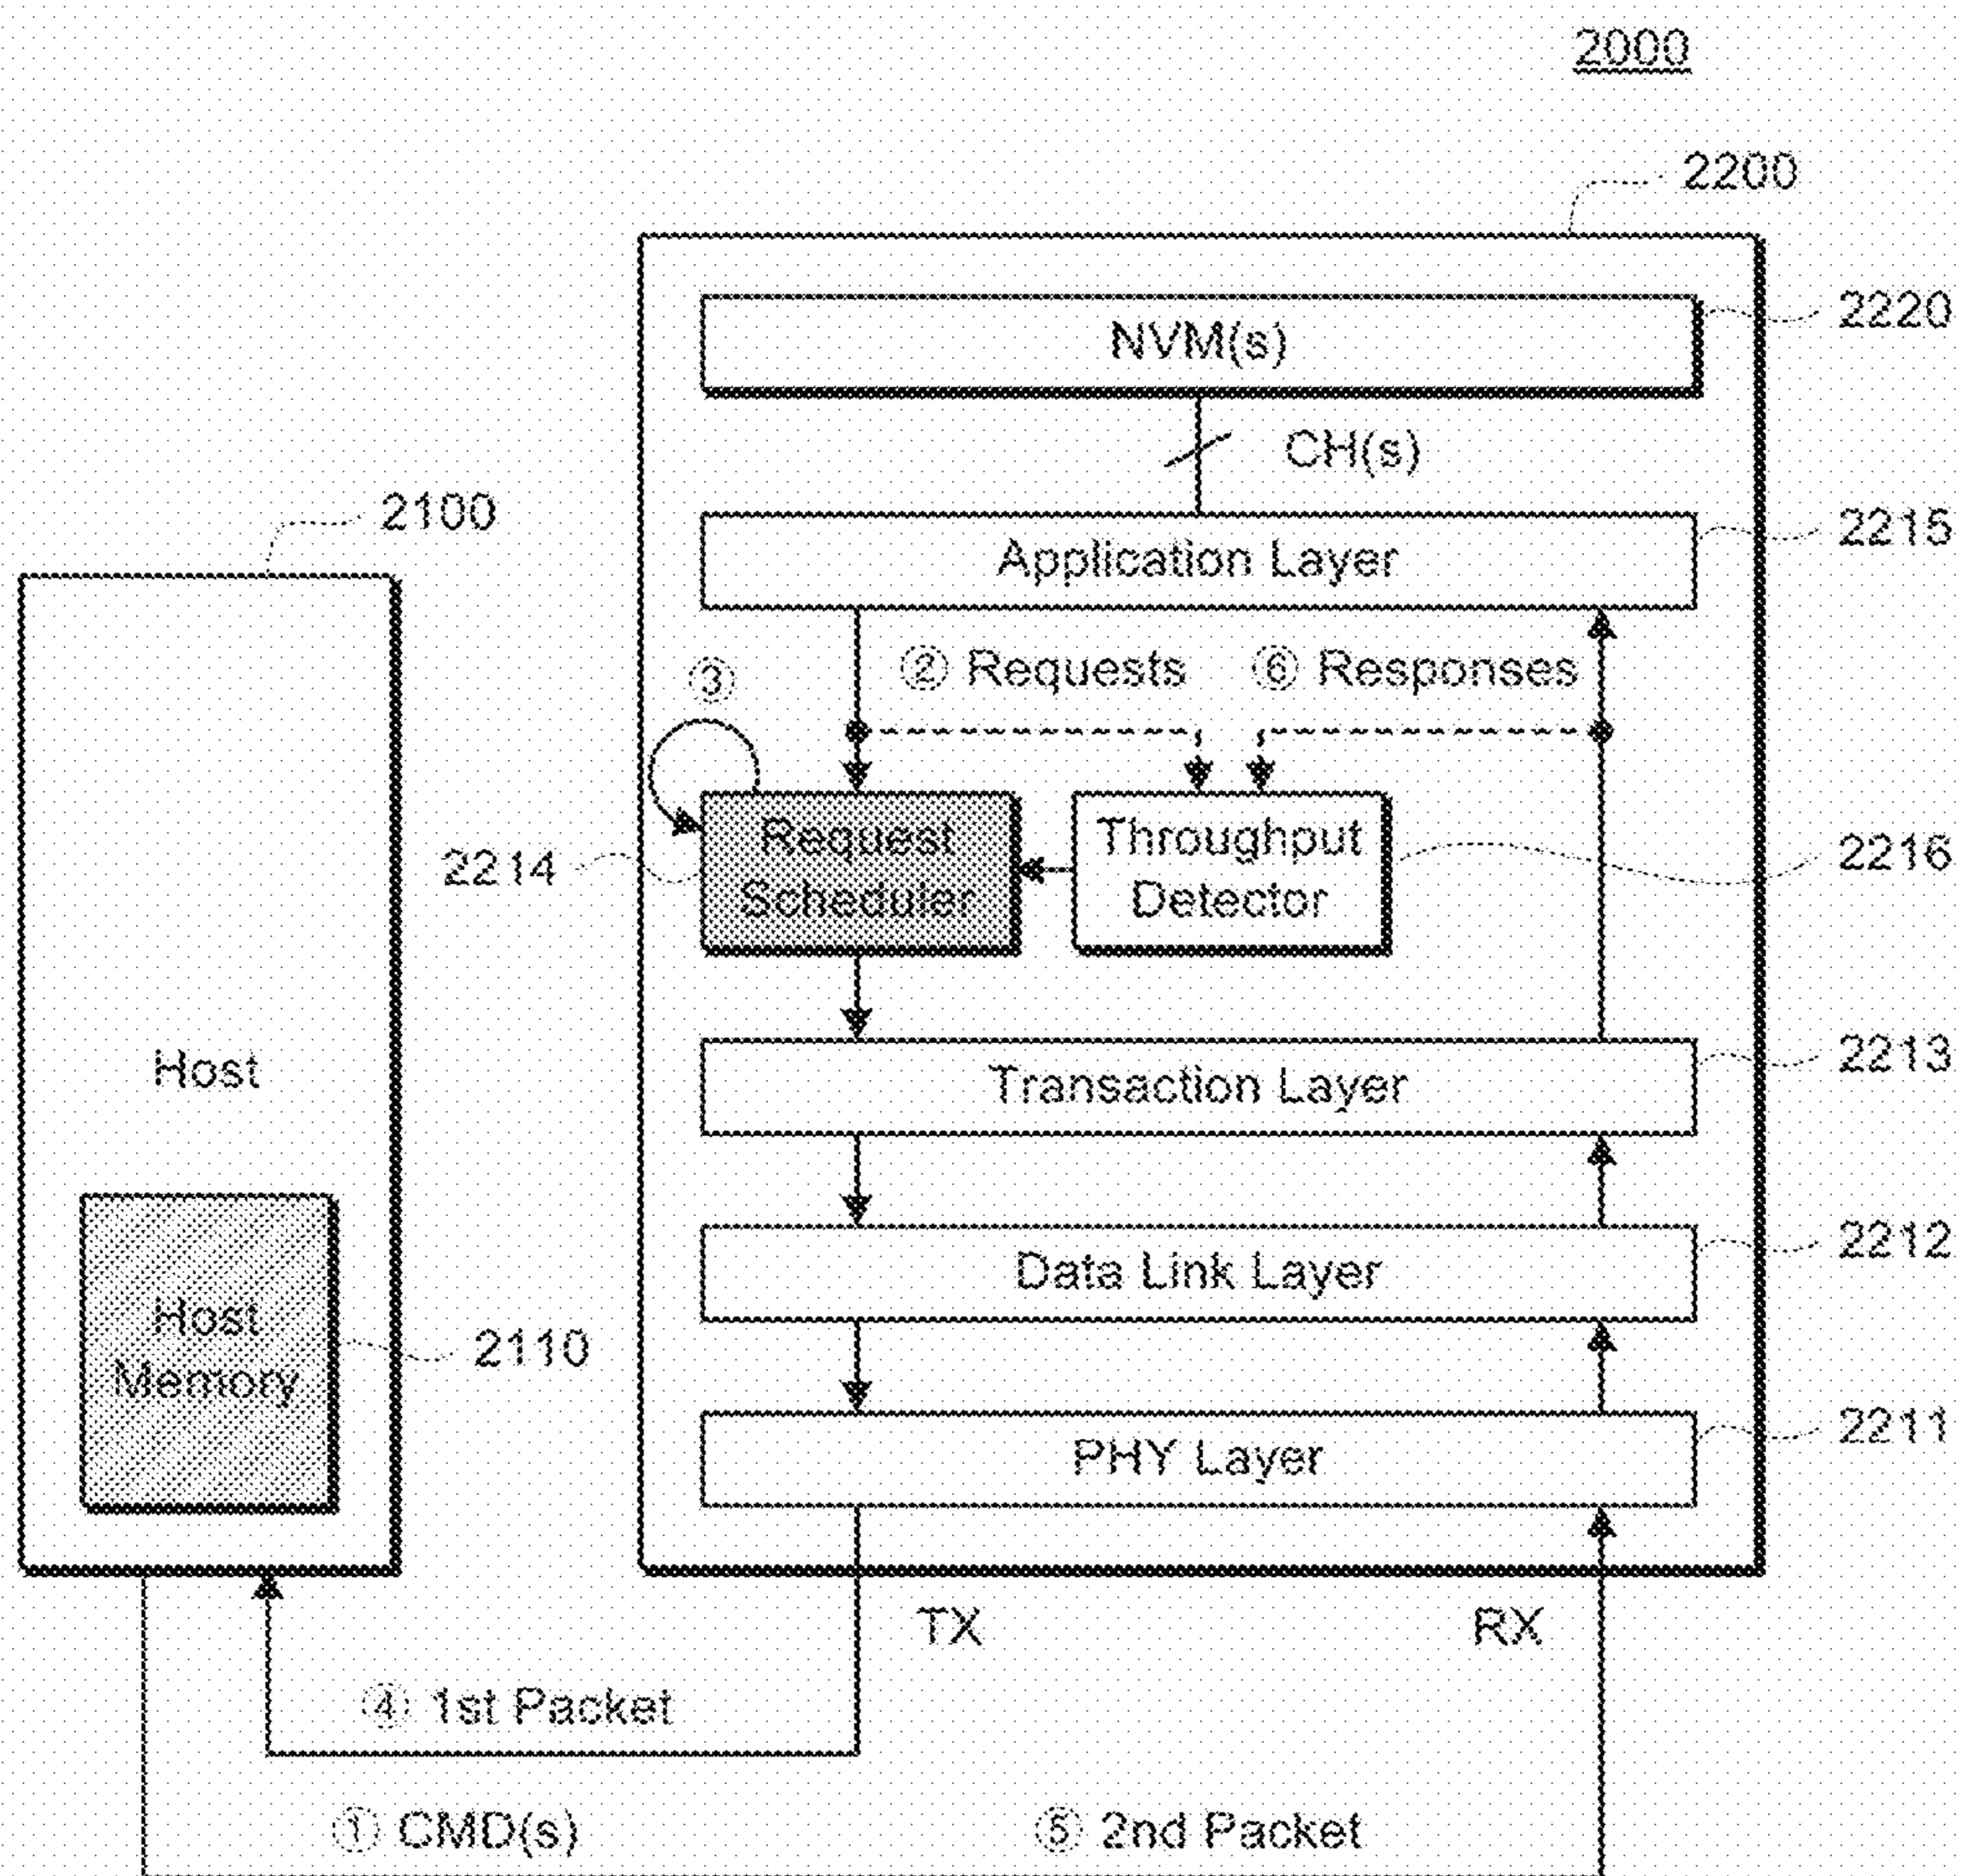 2000
2200
NVM(s)
2220
CH(s)
2100
Application Layer
2215
② Requests
⑥ Responses
③
Request
Scheduler
2214
Throughput
Detector
2216
Host
Transaction Layer
2213
Data Link Layer
2212
Host
Memory
2110
PHY Layer
2211
TX
RX
④ 1st Packet
① CMD(s)
⑤ 2nd Packet